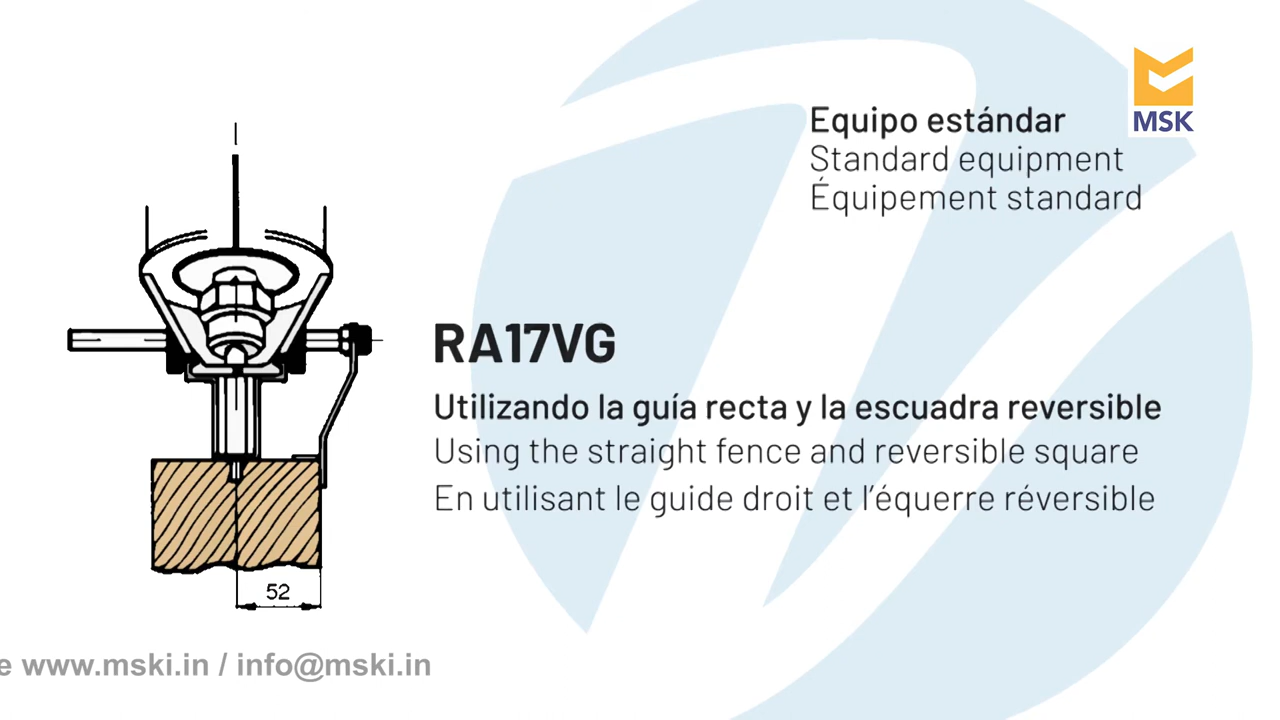 MSK
Equipo estándar
Standard equipment
Équipement standard
RA17VG
Utilizando la guía recta y la escuadra reversible
Using the straight fence and reversible square
En utilisant le guide droit et l’équerre réversible
52
e www.mski.in / info@mski.in